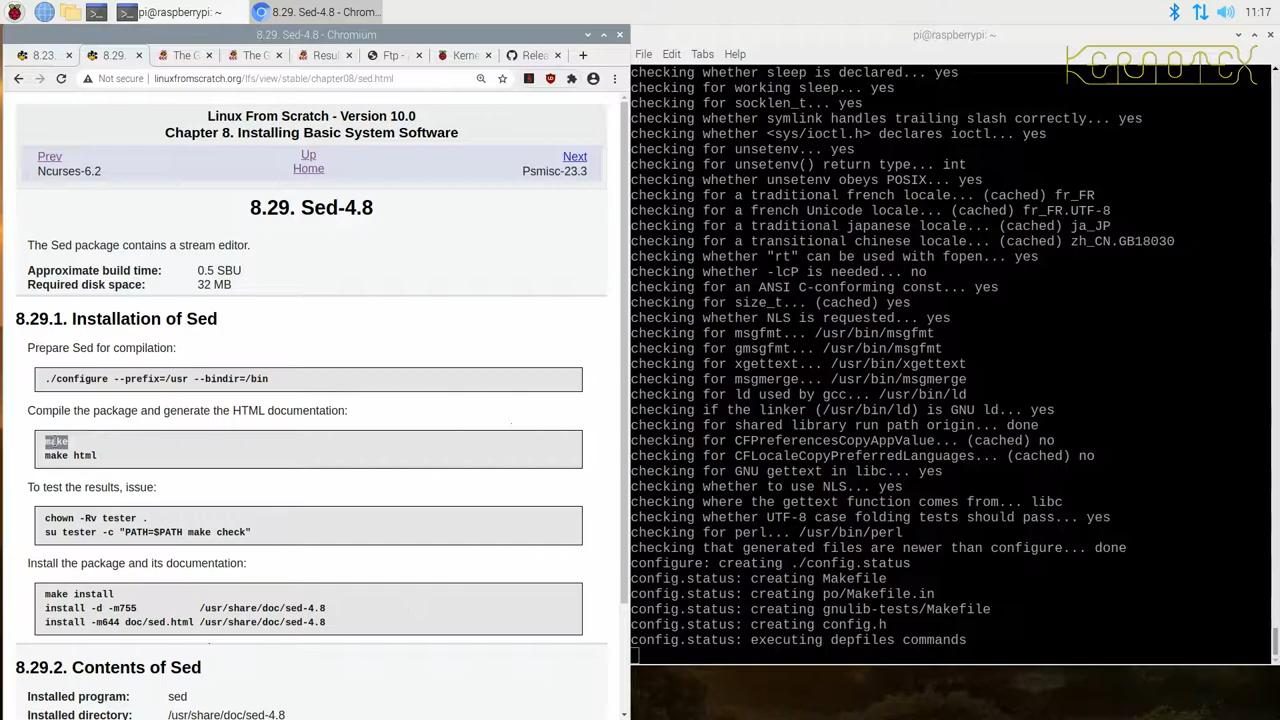 pi@raspberrypi: ~
8.29. Sed-4.8 - Chrom...
11:17
8.29. Sed-4.8 - Chromium
8.23.
8.29.
The G
The G
Resul
Ftp -
Kerne
Relea
Not secure
linuxfromscratch.org/lfs/view/stable/chapter08/sed.html
Linux From Scratch - Version 10.0
Chapter 8. Installing Basic System Software
Prev
Up
Next
Ncurses-6.2
Home
Psmisc-23.3
8.29. Sed-4.8
The Sed package contains a stream editor.
Approximate build time: 0.5 SBU
Required disk space: 32 MB
8.29.1. Installation of Sed
Prepare Sed for compilation:
./configure --prefix=/usr --bindir=/bin
Compile the package and generate the HTML documentation:
make
make html
To test the results, issue:
chown -Rv tester .
su tester -c "PATH=$PATH make check"
Install the package and its documentation:
make install
install -d -m755 /usr/share/doc/sed-4.8
install -m644 doc/sed.html /usr/share/doc/sed-4.8
8.29.2. Contents of Sed
Installed program: sed
Installed directory: /usr/share/doc/sed-4.8
pi@raspberrypi: ~
File Edit Tabs Help
checking whether sleep is declared... yes
checking for working sleep... yes
checking for socklen_t... yes
checking whether symlink handles trailing slash correctly... yes
checking whether <sys/ioctl.h> declares ioctl... yes
checking for unsetenv... yes
checking for unsetenv() return type... int
checking whether unsetenv obeys POSIX... yes
checking for a traditional french locale... (cached) fr_FR
checking for a french Unicode locale... (cached) fr_FR.UTF-8
checking for a traditional japanese locale... (cached) ja_JP
checking for a transitional chinese locale... (cached) zh_CN.GB18030
checking whether "rt" can be used with fopen... yes
checking whether -lcP is needed... no
checking for an ANSI C-conforming const... yes
checking for size_t... (cached) yes
checking whether NLS is requested... yes
checking for msgfmt... /usr/bin/msgfmt
checking for gmsgfmt... /usr/bin/msgfmt
checking for xgettext... /usr/bin/xgettext
checking for msgmerge... /usr/bin/msgmerge
checking for ld used by gcc... /usr/bin/ld
checking if the linker (/usr/bin/ld) is GNU ld... yes
checking for shared library run path origin... done
checking for CFPreferencesCopyAppValue... (cached) no
checking for CFLocaleCopyPreferredLanguages... (cached) no
checking for GNU gettext in libc... yes
checking whether to use NLS... yes
checking where the gettext function comes from... libc
checking whether UTF-8 case folding tests should pass... yes
checking for perl... /usr/bin/perl
checking that generated files are newer than configure... done
configure: creating ./config.status
config.status: creating Makefile
config.status: creating po/Makefile.in
config.status: creating gnulib-tests/Makefile
config.status: creating config.h
config.status: executing depfiles commands